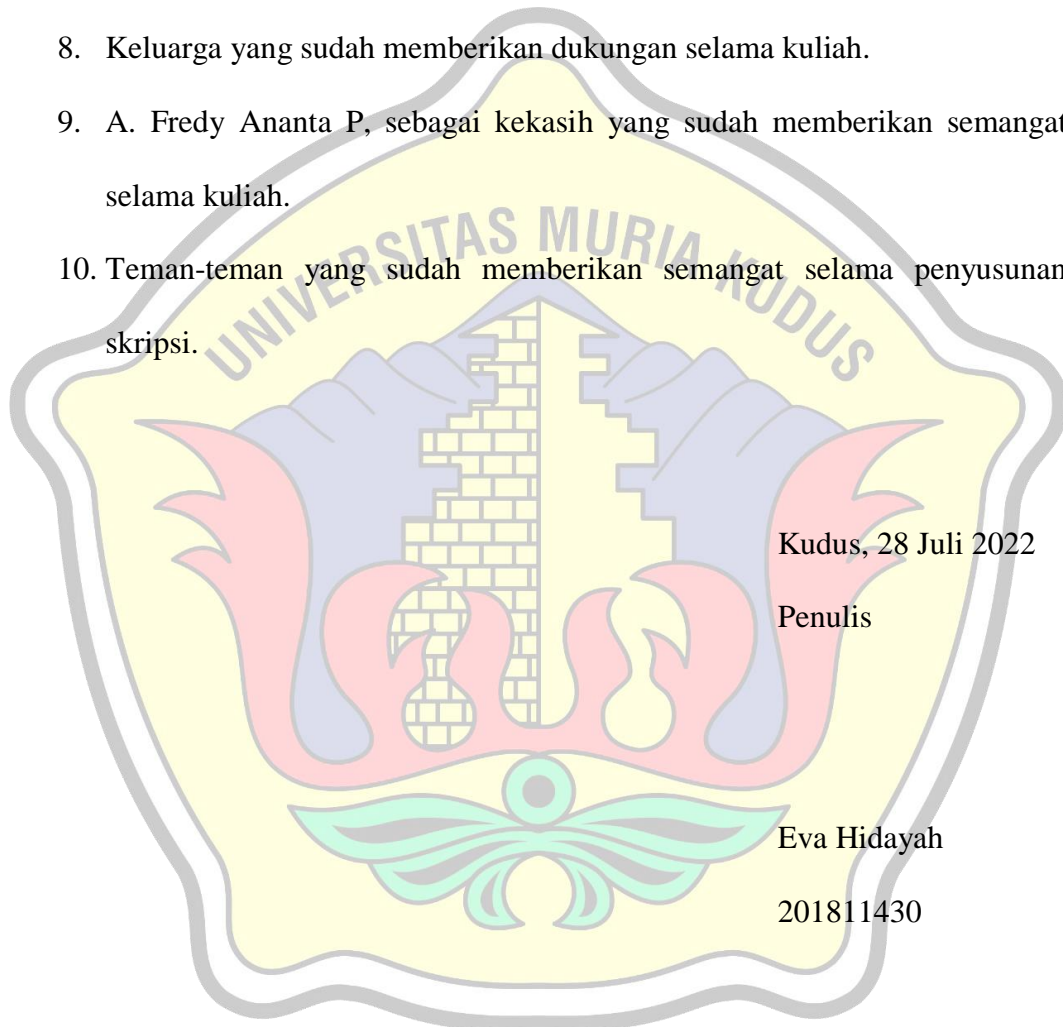 8. Keluarga yang sudah memberikan dukungan selama kuliah.
9. A. Fredy Ananta P, sebagai kekasih yang sudah memberikan semangat
selama kuliah.
UNIVERSITAS MURIA KUDUS
10. Teman-teman yang sudah memberikan semangat selama penyusunan
skripsi.
Kudus, 28 Juli 2022
Penulis
Eva Hidayah
201811430